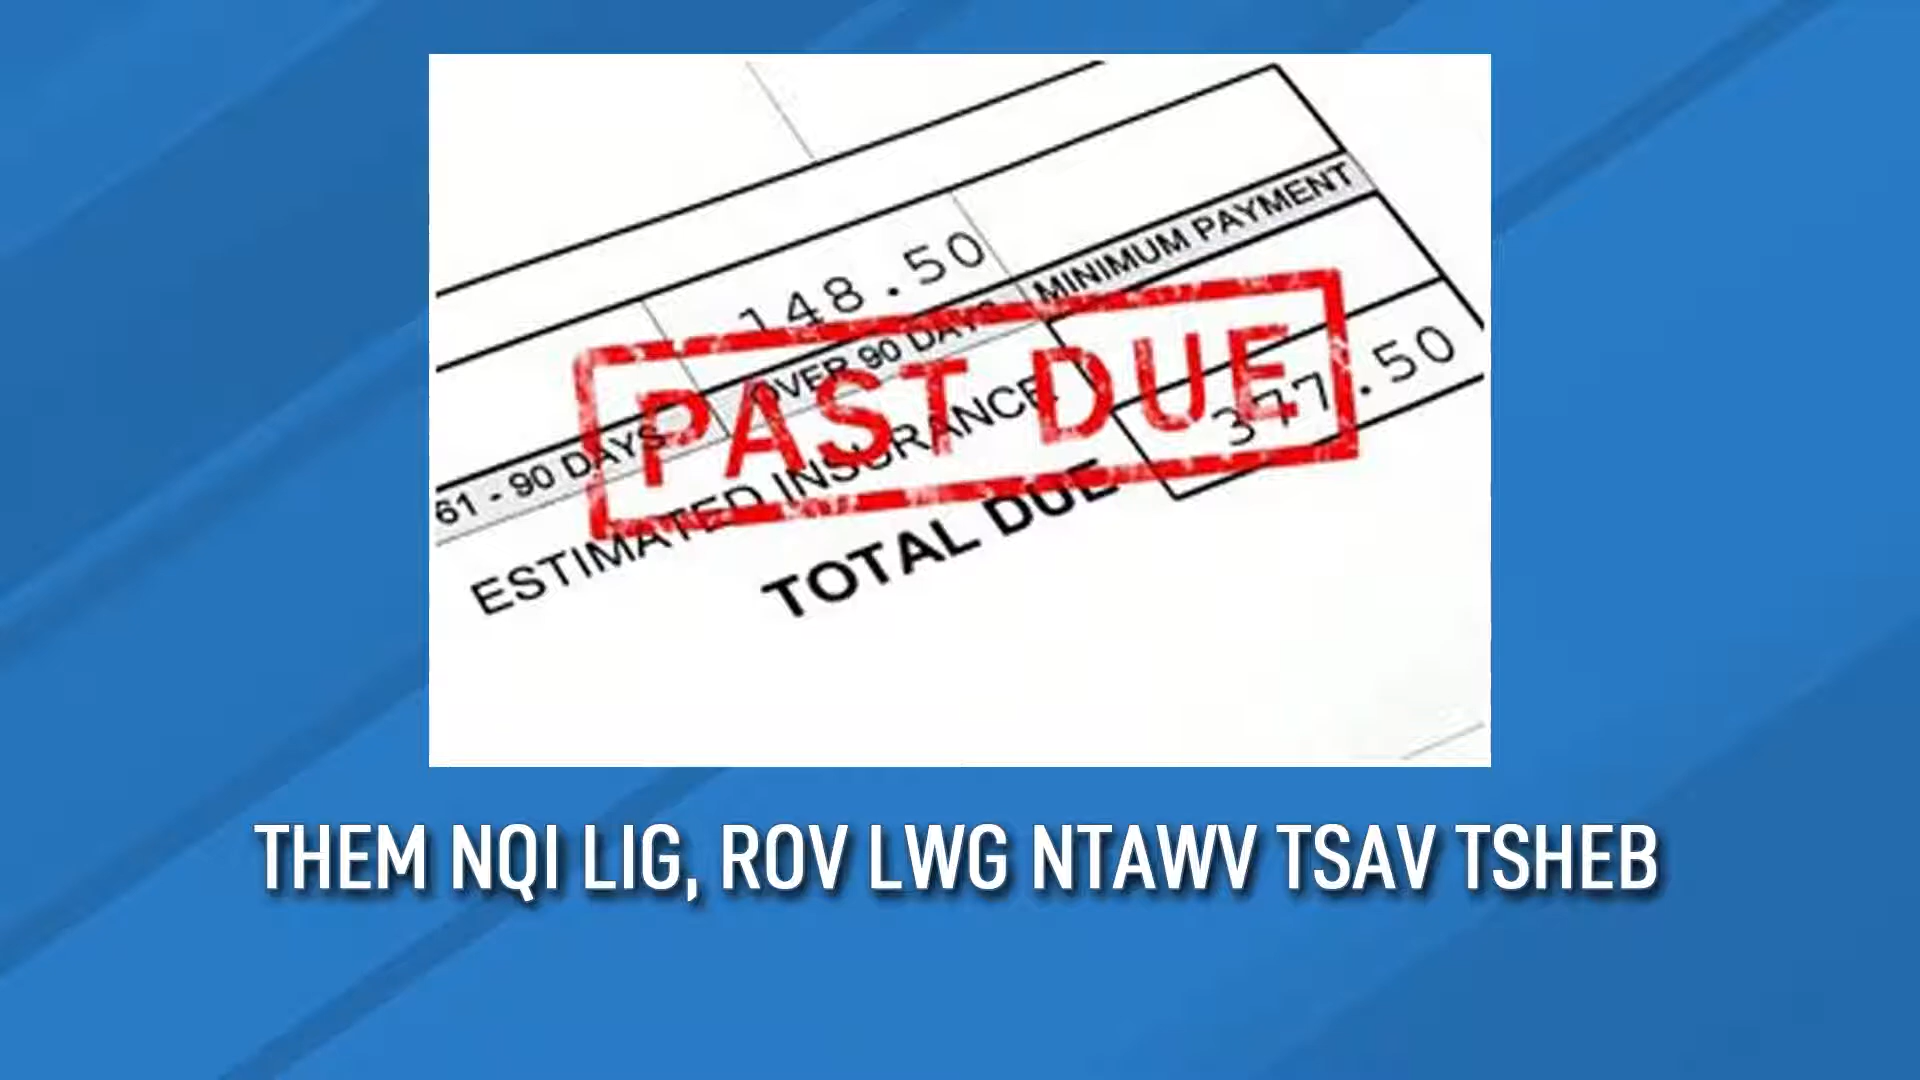 148.50
MINIMUM PAYMENT
61 - 90 DAYS
OVER 90 DAYS
PAST DUE
377.50
ESTIMATED INSURANCE
TOTAL DUE
THEM NQI LIG, ROV LWG NTAWV TSAV TSHEB